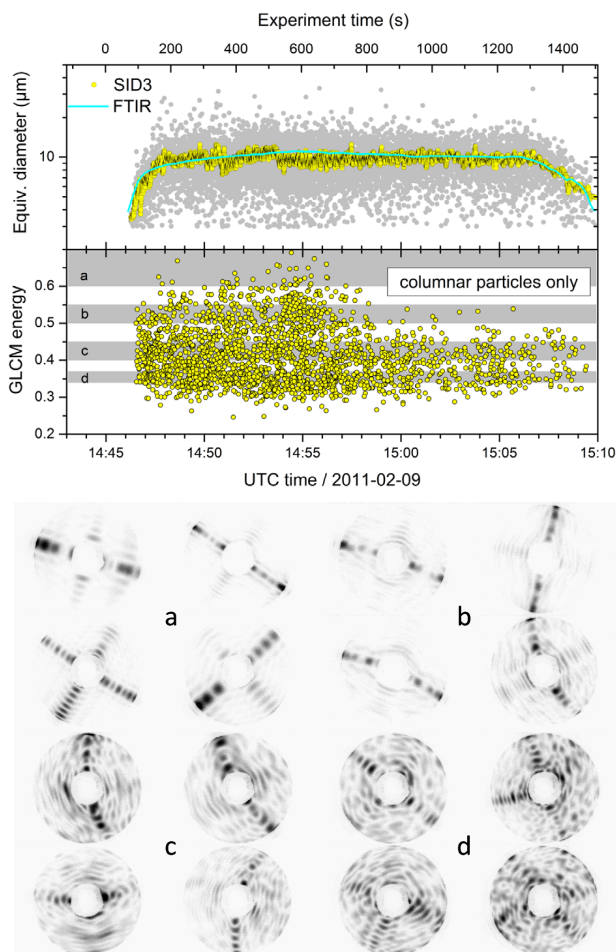 Experiment time (s)
0 200 400 600 800 1000 1200 1400
Equiv. diameter (µm)
SID3
FTIR
10
GLCM energy
columnar particles only
a
0.6
b
0.5
c
0.4
d
0.3
0.2
14:45 14:50 14:55 15:00 15:05 15:10
UTC time / 2011-02-09
a b
c d